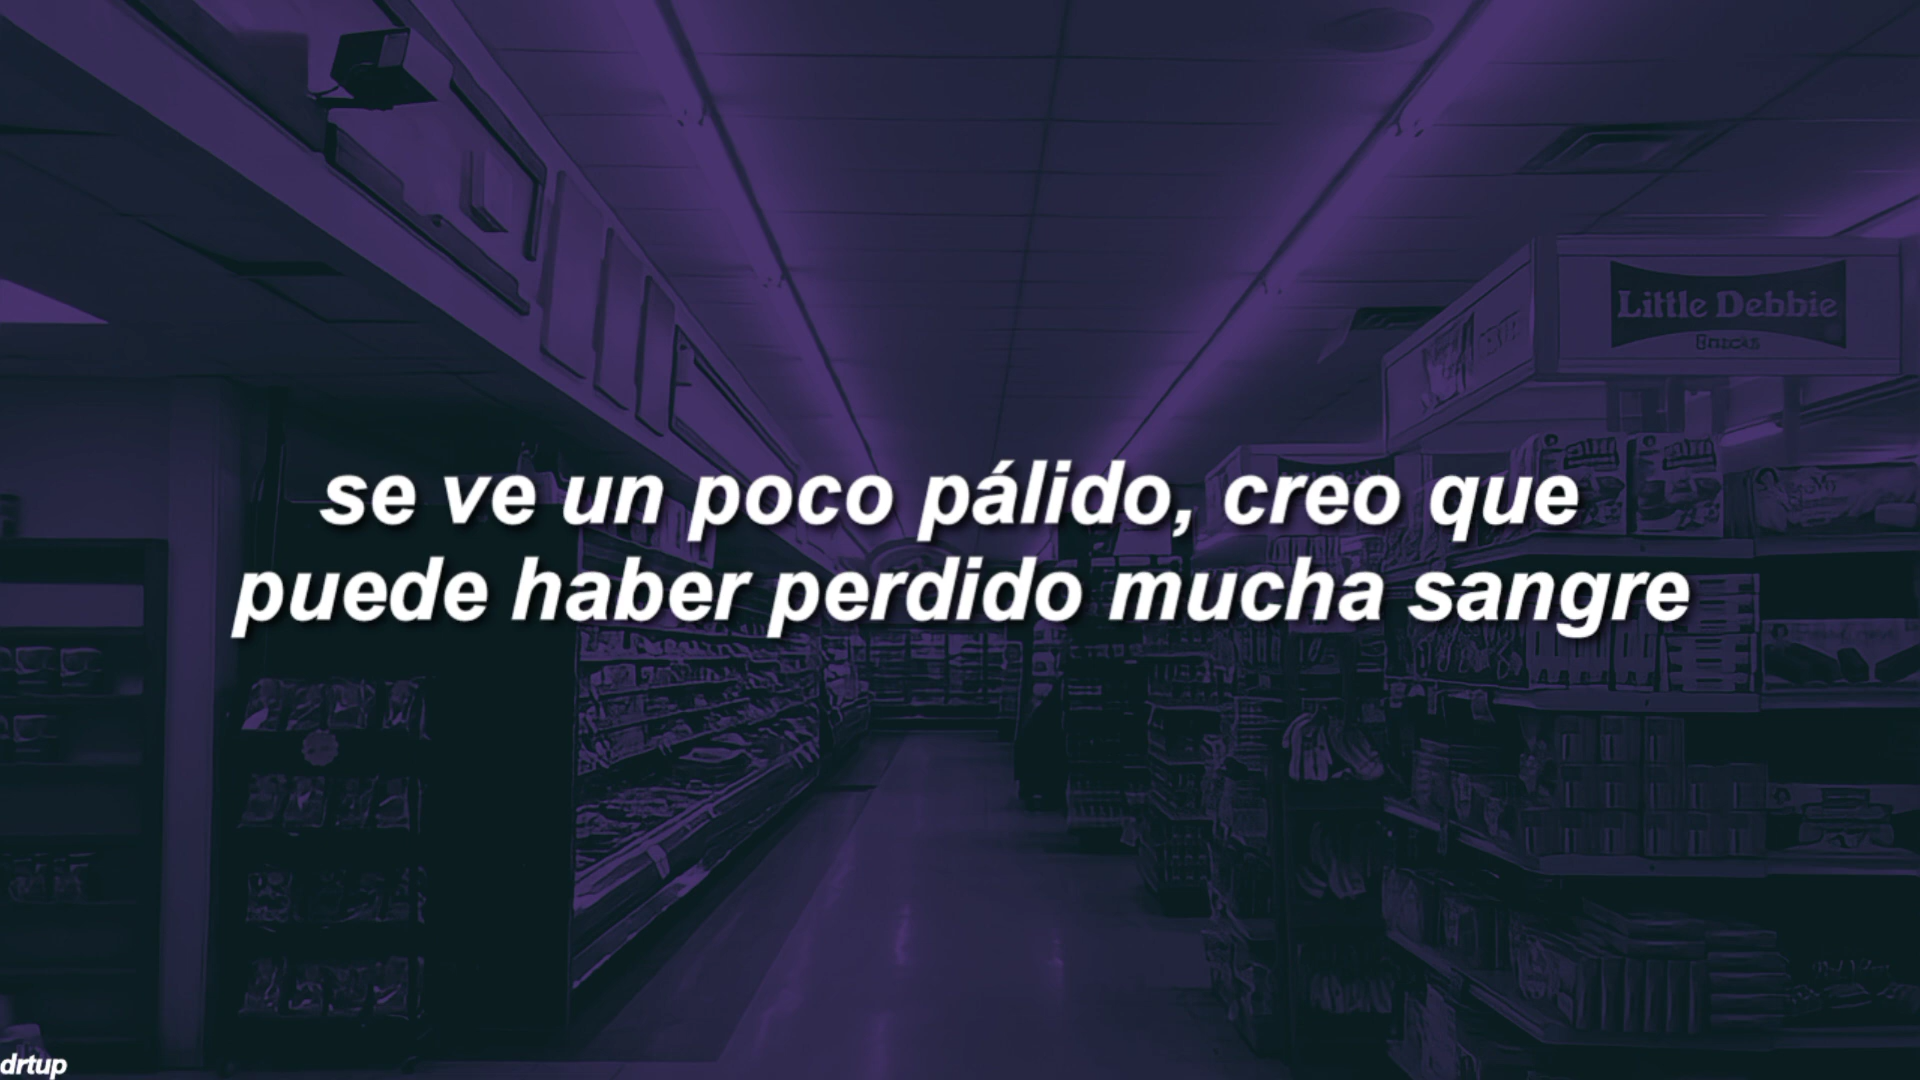 Little Debbie
se ve un poco pálido, creo que
puede haber perdido mucha sangre
drtup